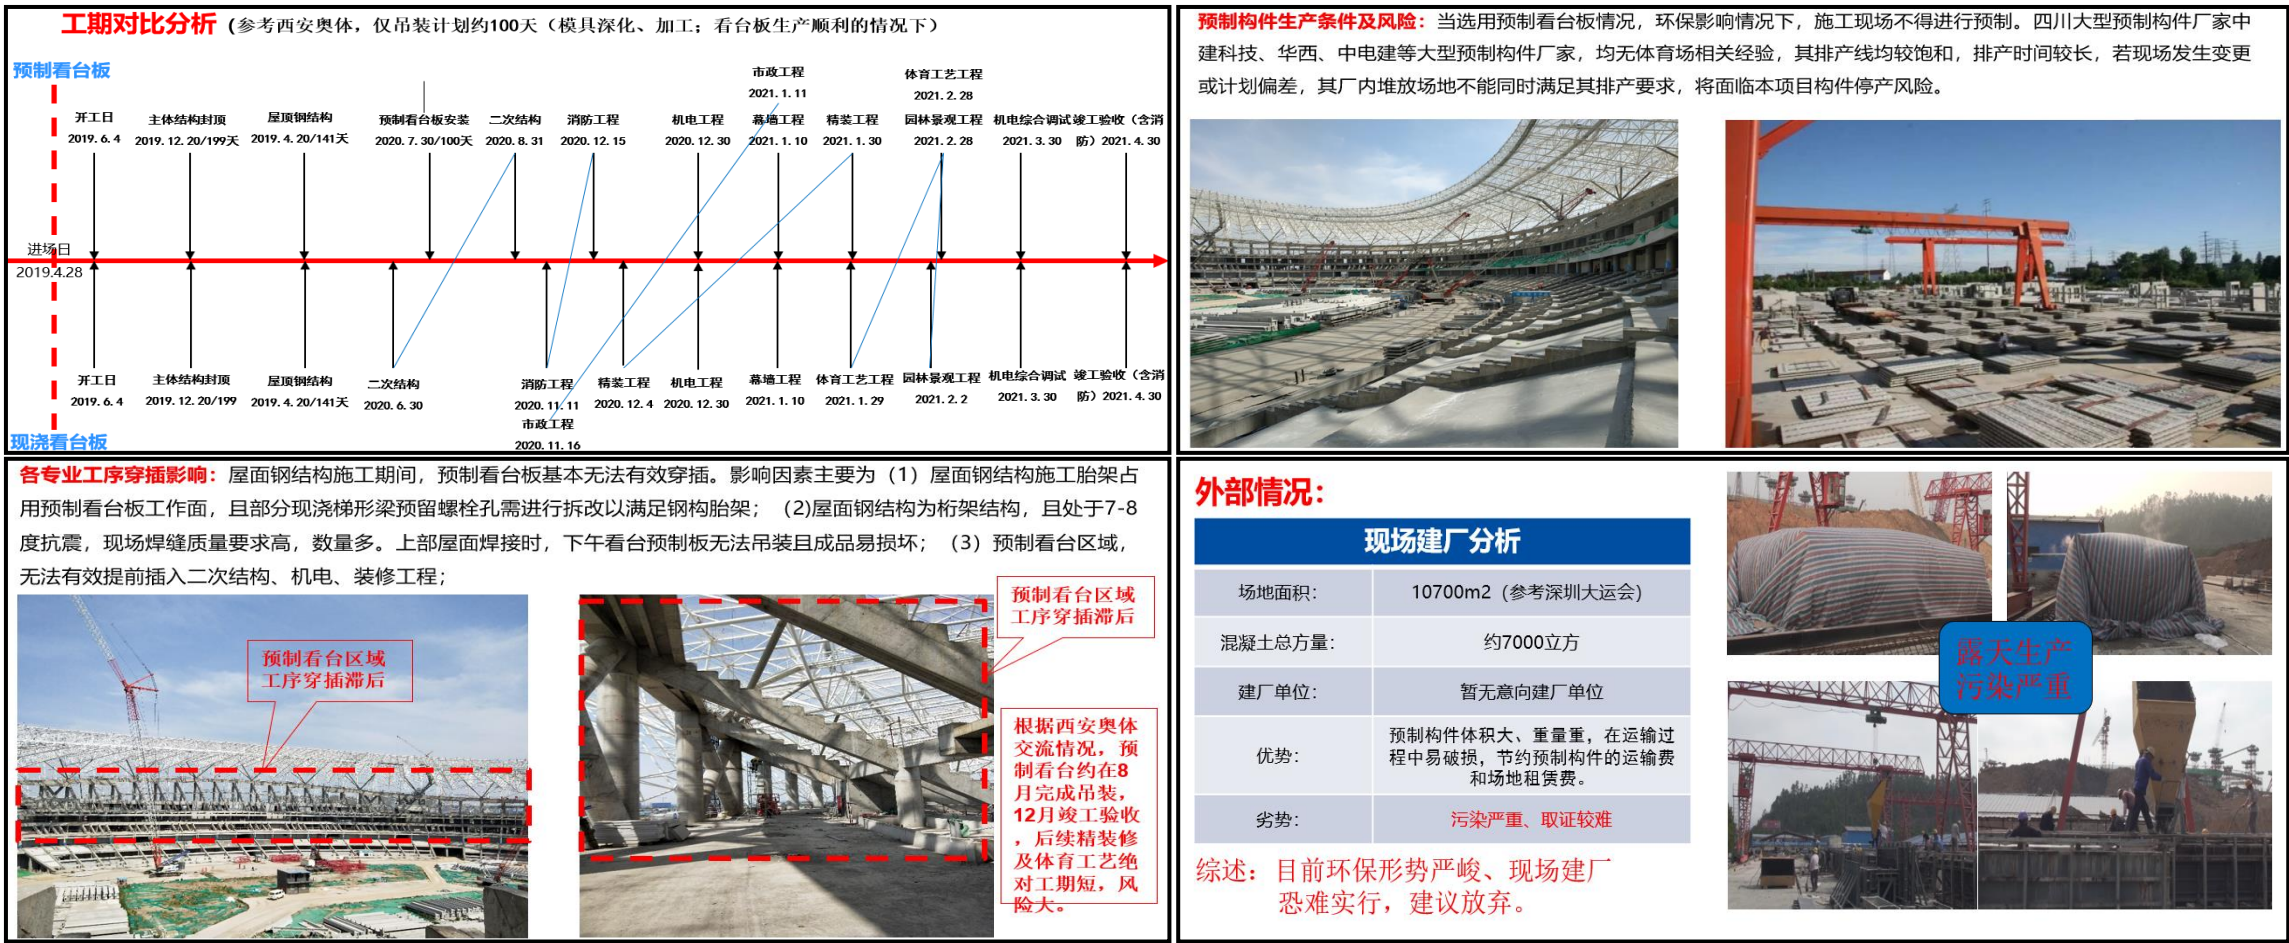 工期对比分析（参考西安奥体，仅吊装计划约100天（模具深化、加工；看台板生产顺利的情况下）
预制看台板
市政工程
2021.1.11
体育工艺工程
2021.2.28
开工日
2019.6.4
主体结构封顶
2019.12.20/199天
屋顶钢结构
2019.4.20/141天
预制看台板安装
2020.7.30/100天
二次结构
2020.8.31
消防工程
2020.12.15
机电工程
2020.12.30
幕墙工程
2021.1.10
精装工程
2021.1.30
园林景观工程
2021.2.28
机电综合调试
2021.3.30
竣工验收（含消
防）2021.4.30
进场日
2019.4.28
开工日
2019.6.4
主体结构封顶
2019.12.20/199
屋顶钢结构
2019.4.20/141天
二次结构
2020.6.30
消防工程
2020.11.11
市政工程
2020.11.16
精装工程
2020.12.4
机电工程
2020.12.30
幕墙工程
2021.1.10
体育工艺工程
2021.1.29
园林景观工程
2021.2.2
机电综合调试
2021.3.30
竣工验收（含消
防）2021.4.30
现浇看台板
预制构件生产条件及风险：当选用预制看台板情况，环保影响情况下，施工现场不得进行预制。四川大型预制构件厂家中
建科技、华西、中电建等大型预制构件厂家，均无体育场相关经验，其排产线均较饱和，排产时间较长，若现场发生变更
或计划偏差，其厂内堆放场地不能同时满足其排产要求，将面临本项目构件停产风险。
各专业工序穿插影响：屋面钢结构施工期间，预制看台板基本无法有效穿插。影响因素主要为（1）屋面钢结构施工胎架占
用预制看台板工作面，且部分现浇梯形梁预留螺栓孔需进行拆改以满足钢构胎架；（2)屋面钢结构为桁架结构，且处于7-8
度抗震，现场焊缝质量要求高，数量多。上部屋面焊接时，下午看台预制板无法吊装且成品易损坏；（3）预制看台区域，
无法有效提前插入二次结构、机电、装修工程；
预制看台区域
工序穿插滞后
预制看台区域
工序穿插滞后
根据西安奥体
交流情况，预
制看台约在8
月完成吊装，
12月竣工验收
，后续精装修
及体育工艺绝
对工期短，风
险大。
外部情况：
现场建厂分析
场地面积： 10700m2（参考深圳大运会）
混凝土总方量： 约7000立方
建厂单位： 暂无意向建厂单位
优势： 预制构件体积大、重量重，在运输过
程中易破损，节约预制构件的运输费
和场地租赁费。
劣势： 污染严重、取证较难
综述：目前环保形势严峻、现场建厂
恐难实行，建议放弃。
露天生产
污染严重